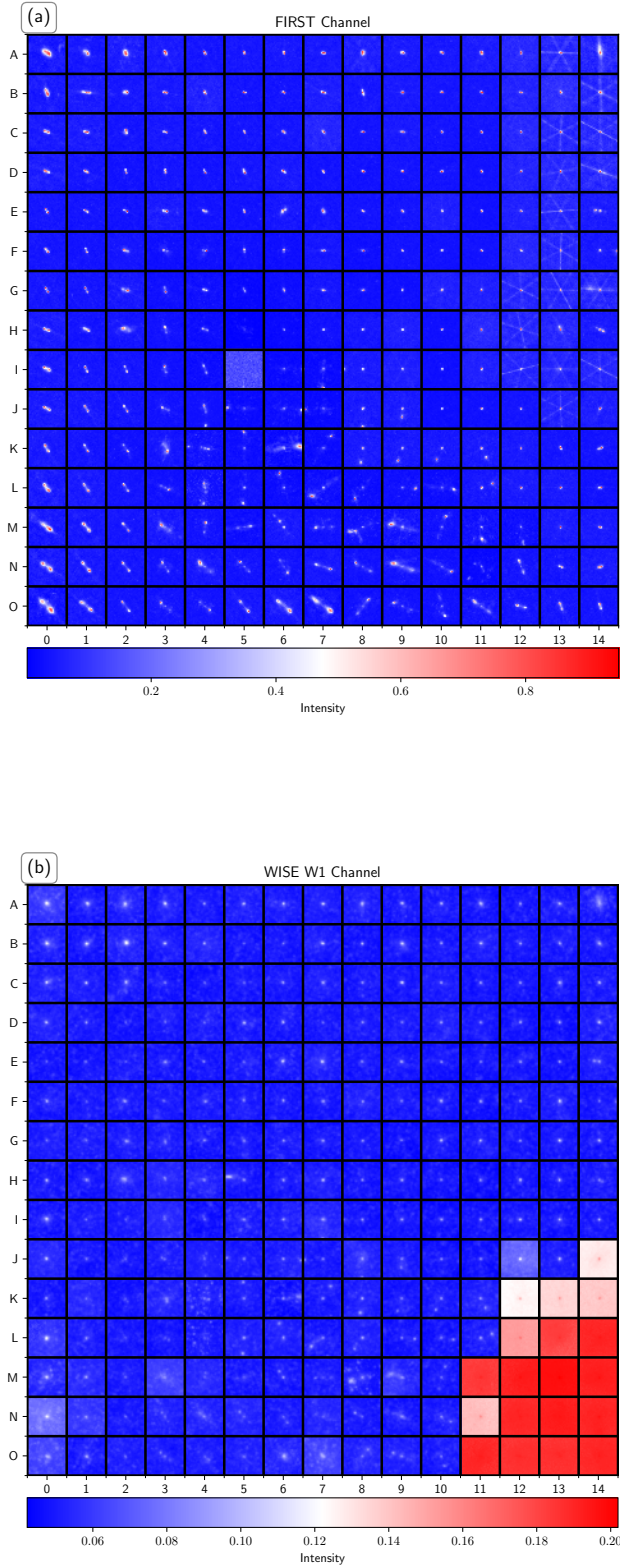 (a)
FIRST Channel
A
B
C
D
E
F
G
H
I
J
K
L
M
N
O
0 1 2 3 4 5 6 7 8 9 10 11 12 13 14
0.2 0.4 0.6 0.8
Intensity
(b)
WISE W1 Channel
A
B
C
D
E
F
G
H
I
J
K
L
M
N
O
0 1 2 3 4 5 6 7 8 9 10 11 12 13 14
0.06 0.08 0.10 0.12 0.14 0.16 0.18 0.20
Intensity